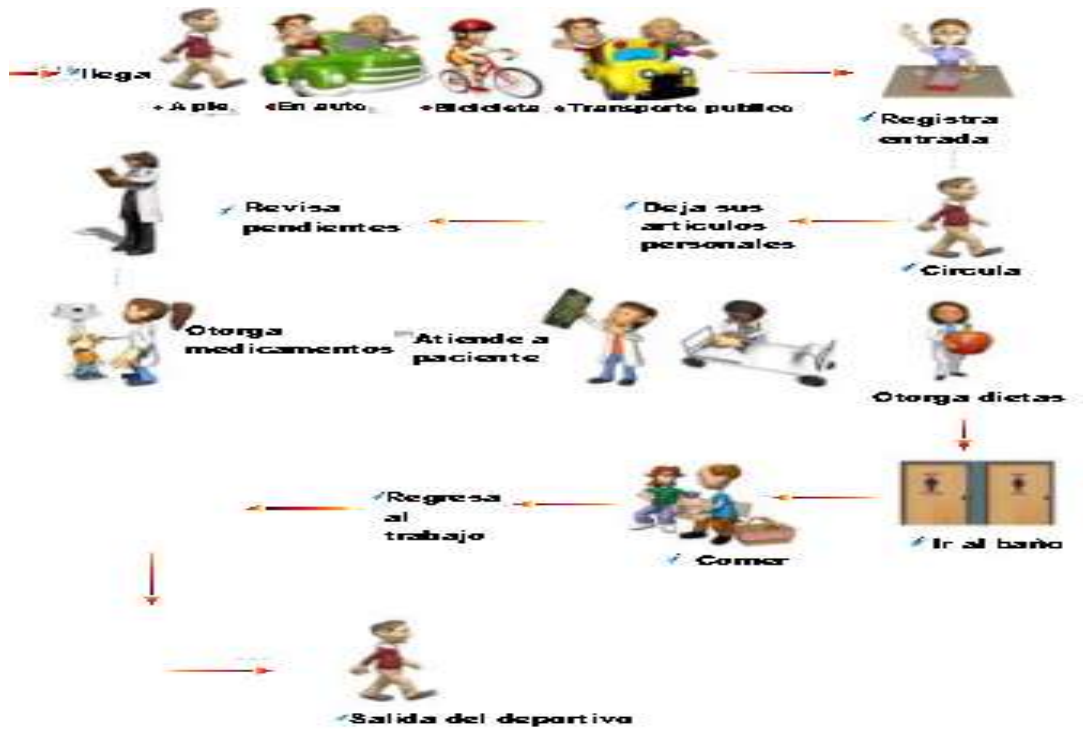 llega
A pie
En auto
Bicicleta
Transporte publico
Registra
entrada
Revisa
pendientes
Deja sus
articulos
personales
Circula
Otorga
medicamentos
Atiende a
paciente
Otorga dietas
Regresa
al
trabajo
Comer
Ir al baño
Salida del deportivo